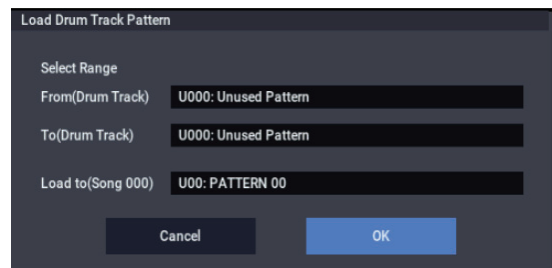 Load Drum Track Pattern
Select Range
From(Drum Track) U000: Unused Pattern
To(Drum Track) U000: Unused Pattern
Load to(Song 000) U00: PATTERN 00
Cancel OK